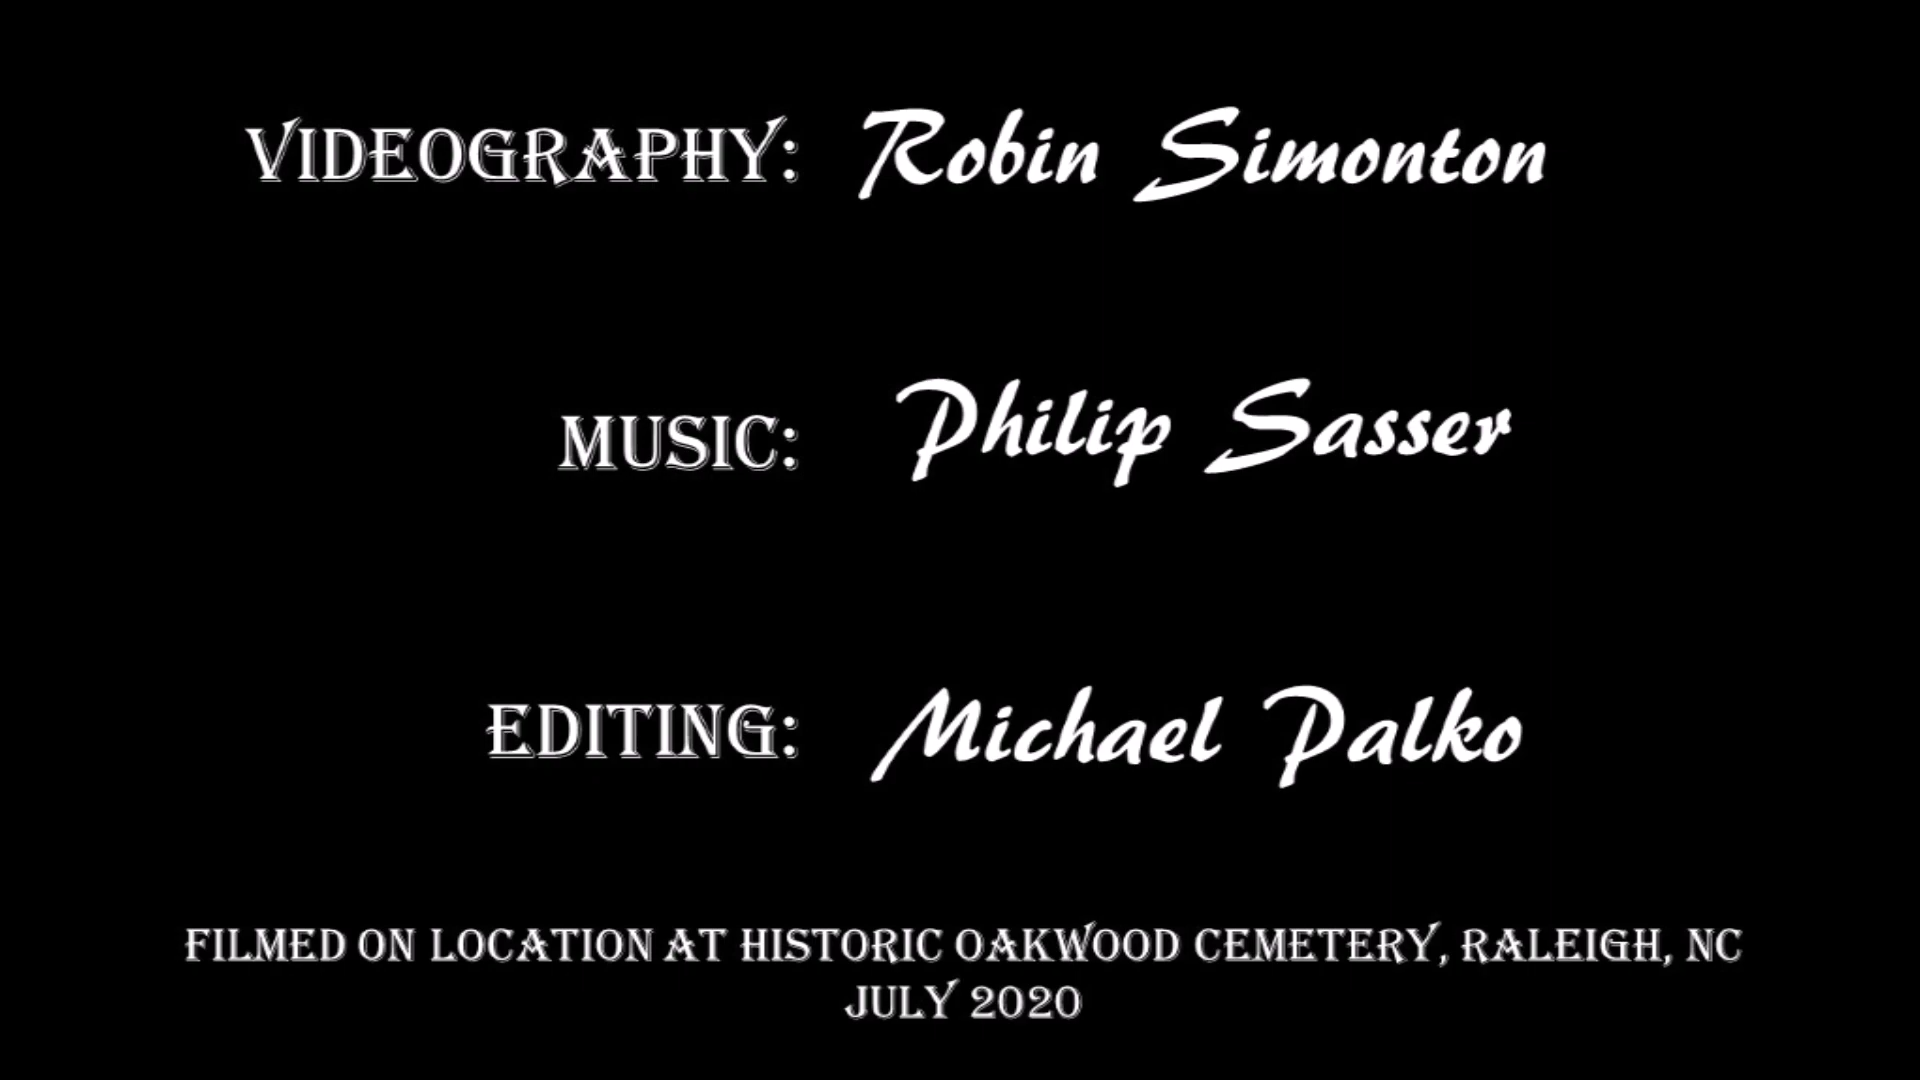 VIDEOGRAPHY: Robin Simonton
MUSIC: Philip Sasser
EDITING: Michael Palko
FILMED ON LOCATION AT HISTORIC OAKWOOD CEMETERY, RALEIGH, NC
JULY 2020